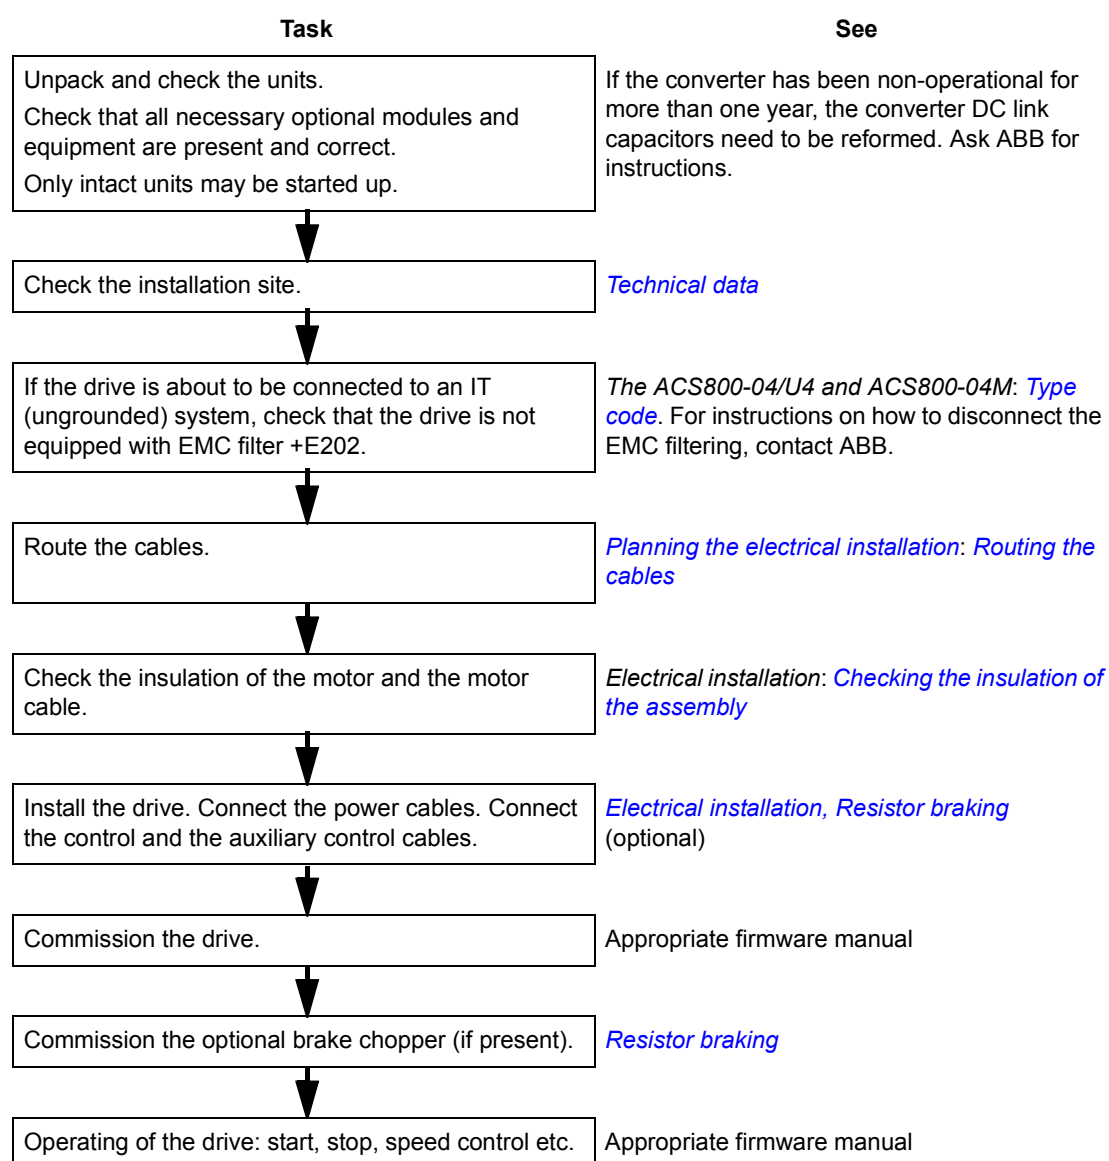 Task
See
Unpack and check the units.
Check that all necessary optional modules and
equipment are present and correct.
Only intact units may be started up.
If the converter has been non-operational for
more than one year, the converter DC link
capacitors need to be reformed. Ask ABB for
instructions.
Check the installation site.
Technical data
If the drive is about to be connected to an IT
(ungrounded) system, check that the drive is not
equipped with EMC filter +E202.
The ACS800-04/U4 and ACS800-04M: Type
code. For instructions on how to disconnect the
EMC filtering, contact ABB.
Route the cables.
Planning the electrical installation: Routing the
cables
Check the insulation of the motor and the motor
cable.
Electrical installation: Checking the insulation of
the assembly
Install the drive. Connect the power cables. Connect
the control and the auxiliary control cables.
Electrical installation, Resistor braking
(optional)
Commission the drive.
Appropriate firmware manual
Commission the optional brake chopper (if present).
Resistor braking
Operating of the drive: start, stop, speed control etc.
Appropriate firmware manual